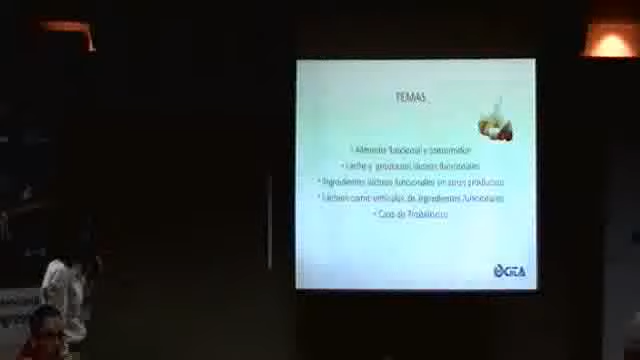 TEMAS
• Alimento funcional y consumidor
• Leche y productos lácteos funcionales
• Ingredientes lácteos funcionales en otros productos
• Lácteos como vehículos de ingredientes funcionales
• Caso de Probióticos